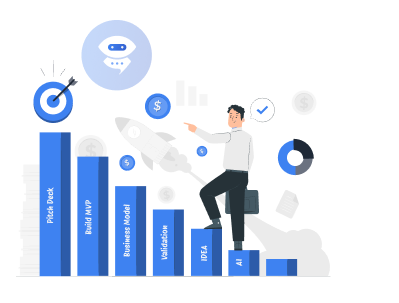 Pitch Deck
Build MVP
Business Model
Validation
IDEA
AI